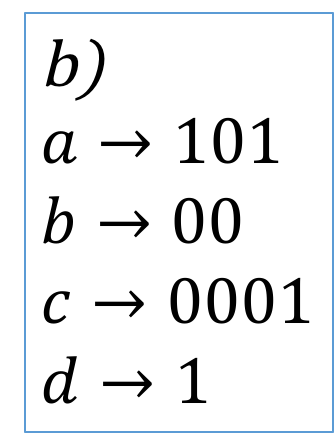 b)
a → 101
b → 00
c → 0001
d → 1